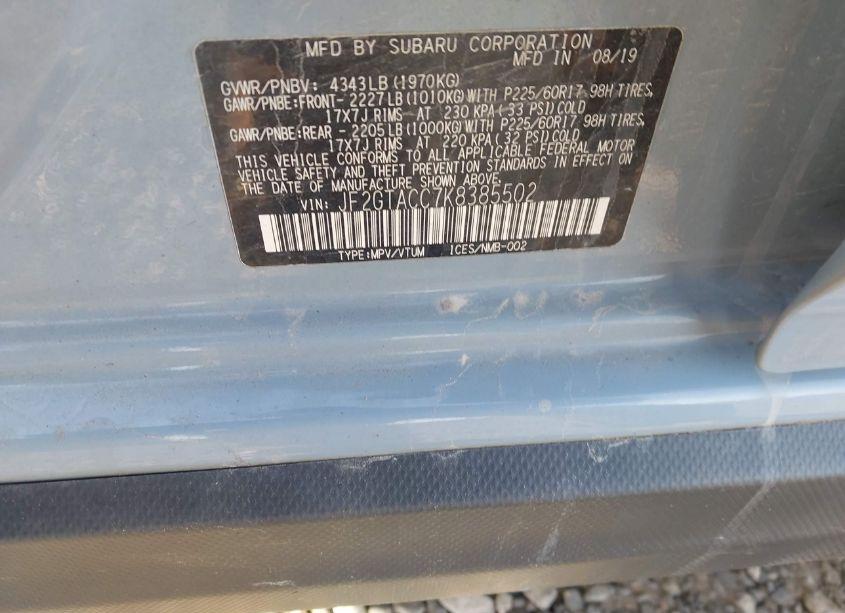 MFD BY SUBARU CORPORATION
MFD IN 08/19
GVWR/PNBV: 4343LB(1970KG)
GAWR/PNBE:FRONT-2227LB(1010KG)WITH P225/60R17 98H TIRES,
17X7J RIMS AT 230 KPA(33 PSI)COLD
GAWR/PNBE:REAR -2205LB(1000KG)WITH P225/60R17 98H TIRES,
17X7J RIMS AT 220 KPA(32 PSI)COLD
THIS VEHICLE CONFORMS TO ALL APPLICABLE FEDERAL MOTOR
VEHICLE SAFETY AND THEFT PREVENTION STANDARDS IN EFFECT ON
THE DATE OF MANUFACTURE SHOWN ABOVE.
VIN: JF2GTACC7K8385502
TYPE:MPV/VTUM ICES/NMB-002